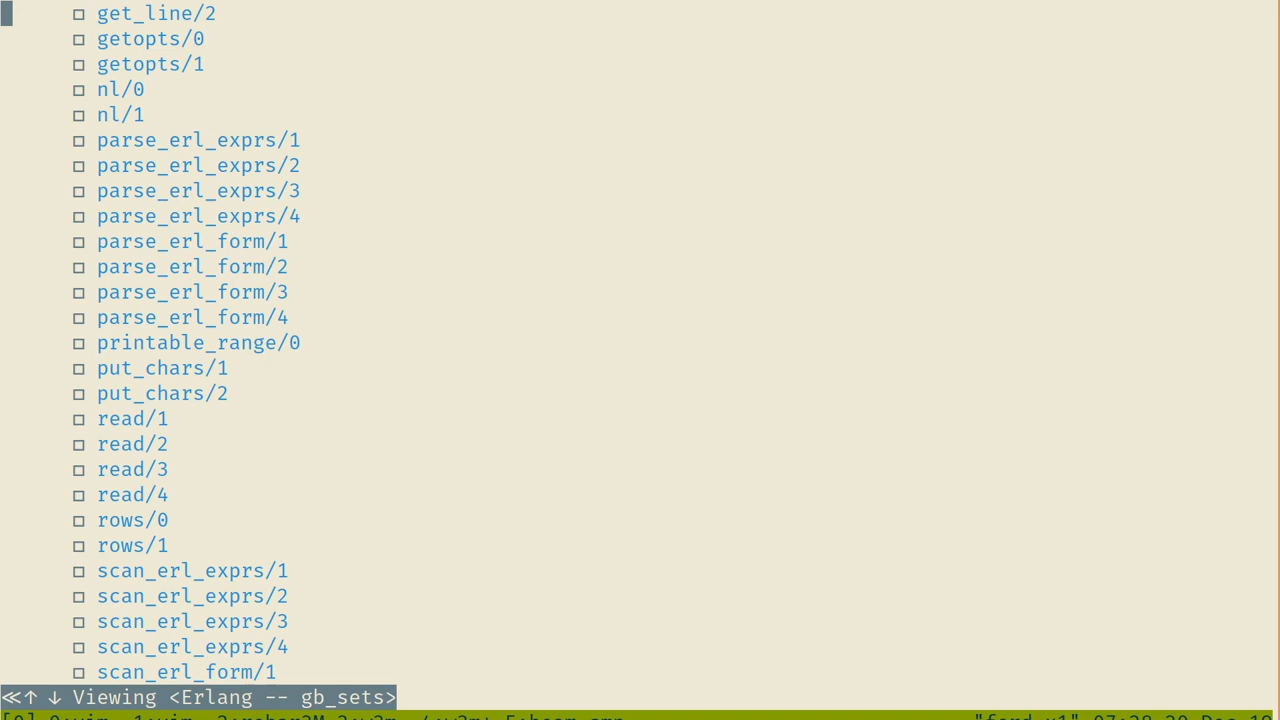 □ get_line/2
□ getopts/0
□ getopts/1
□ nl/0
□ nl/1
□ parse_erl_exprs/1
□ parse_erl_exprs/2
□ parse_erl_exprs/3
□ parse_erl_exprs/4
□ parse_erl_form/1
□ parse_erl_form/2
□ parse_erl_form/3
□ parse_erl_form/4
□ printable_range/0
□ put_chars/1
□ put_chars/2
□ read/1
□ read/2
□ read/3
□ read/4
□ rows/0
□ rows/1
□ scan_erl_exprs/1
□ scan_erl_exprs/2
□ scan_erl_exprs/3
□ scan_erl_exprs/4
□ scan_erl_form/1
≪↑ ↓ Viewing <Erlang -- gb_sets>